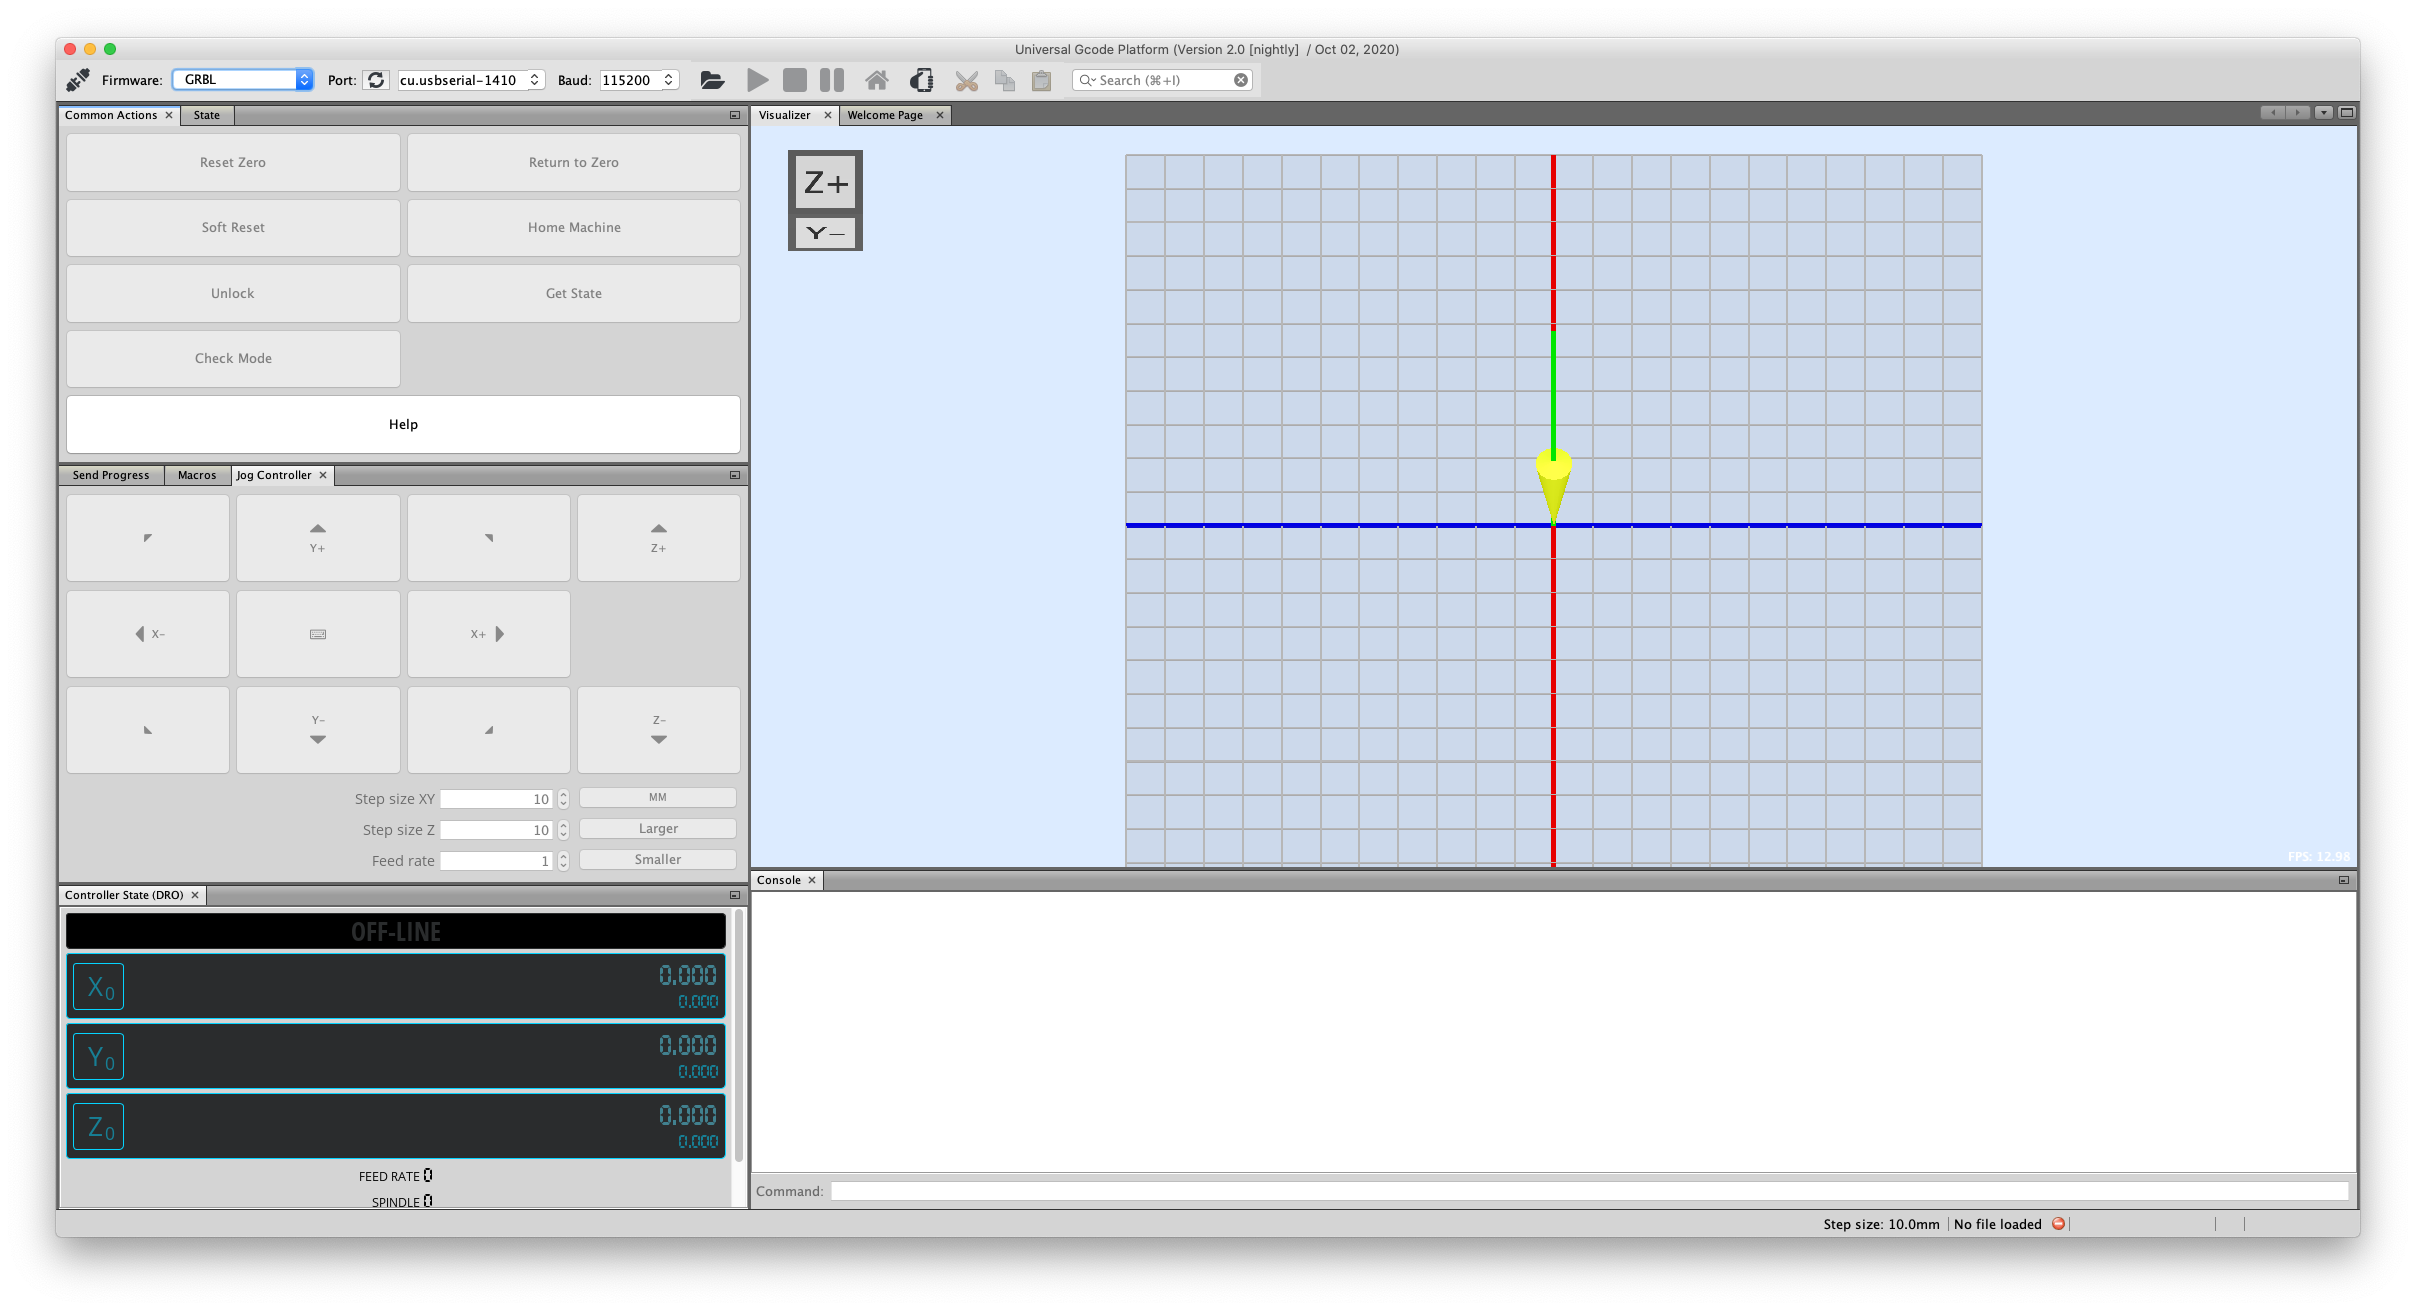 Universal Gcode Platform (Version 2.0 [nightly] / Oct 02, 2020)
Firmware: GRBL Port: cu.usbserial-1410 Baud: 115200 Search (⌘+I)
Common Actions State
Reset Zero Return to Zero
Soft Reset Home Machine
Unlock Get State
Check Mode
Help
Send Progress Macros Jog Controller
Y+ Z+
X- X+
Y- Z-
Step size XY 10 MM
Step size Z 10 Larger
Feed rate 1 Smaller
Controller State (DRO)
OFF-LINE
X0 0.000
0.000
Y0 0.000
0.000
Z0 0.000
0.000
FEED RATE 0
SPINDLE 0
Visualizer Welcome Page
Z+
Y-
FPS: 12.98
Console
Command:
Step size: 10.0mm No file loaded